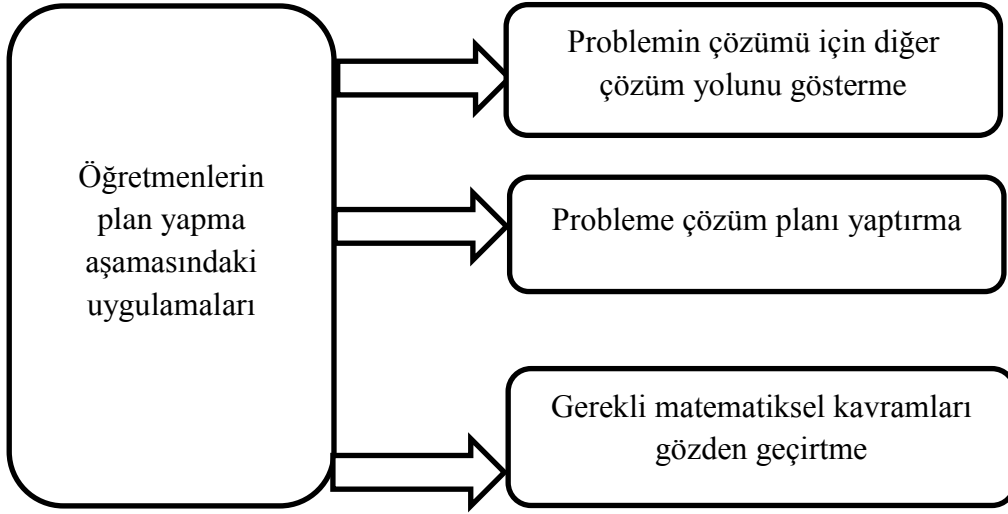 Öğretmenlerin
plan yapma
aşamasındaki
uygulamaları
Problemin çözümü için diğer
çözüm yolunu gösterme
Probleme çözüm planı yaptırma
Gerekli matematiksel kavramları
gözden geçirtme